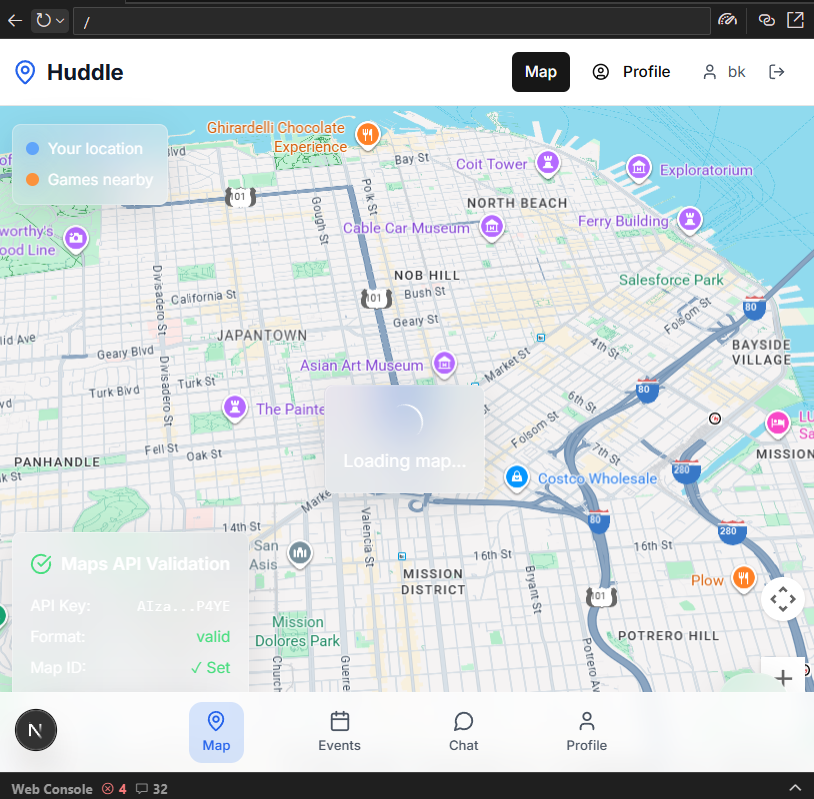 /
Huddle
Map
Profile
bk
Your location
Games nearby
Ghirardelli Chocolate
Experience
Bay St
Coit Tower
Exploratorium
101
Polk St
Gough St
NORTH BEACH
Cable Car Museum
Ferry Building
worthy's
ood Line
Divisadero St
California St
NOB HILL
Bush St
101
Geary St
Salesforce Park
Folsom St
80
BAYSIDE
VILLAGE
JAPANTOWN
Geary Blvd
Asian Art Museum
Market St
4th St
Turk Blvd
Turk St
Divisadero St
The Painte
80
6th St
Folsom St
7th St
Fell St
Oak St
PANHANDLE
Loading map...
MISSION
Costco Wholesale
280
Valencia St
14th St
80
280
San
Asis
16th St
16th St
Bryant St
MISSION
DISTRICT
Plow
101
Mission
Dolores Park
POTRERO HILL
Church
Guerre
Potrero Av
Maps API Validation
API Key:
AIza...P4YE
Format:
valid
Map ID:
✓ Set
N
Map
Events
Chat
Profile
Web Console
4
32